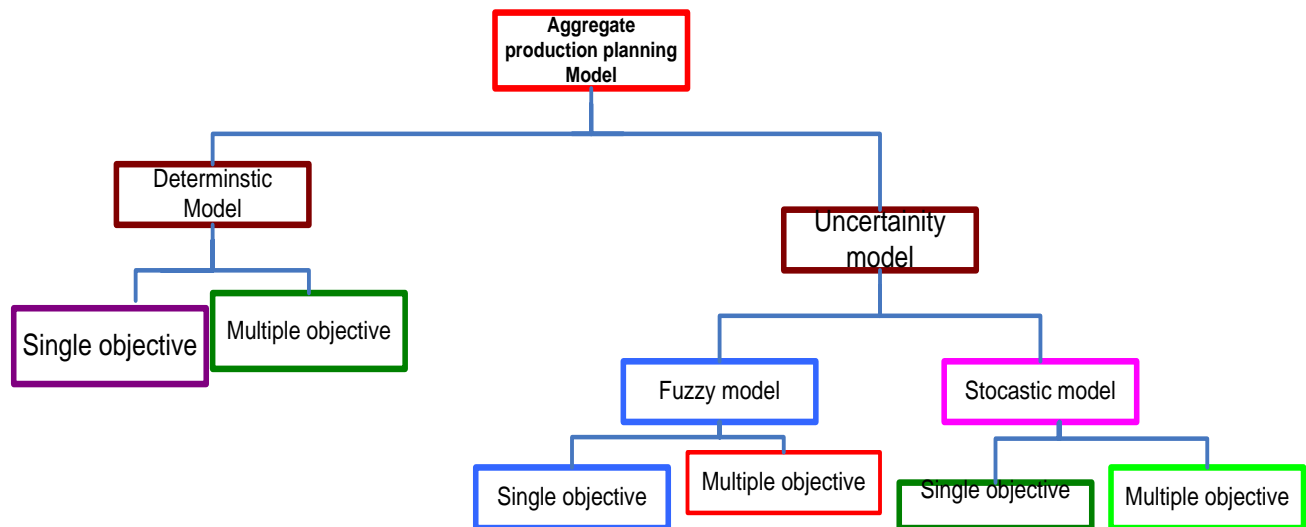 Aggregate
production planning
Model
Determinstic
Model
Uncertainity
model
Single objective
Multiple objective
Fuzzy model
Stocastic model
Single objective
Multiple objective
Single objective
Multiple objective